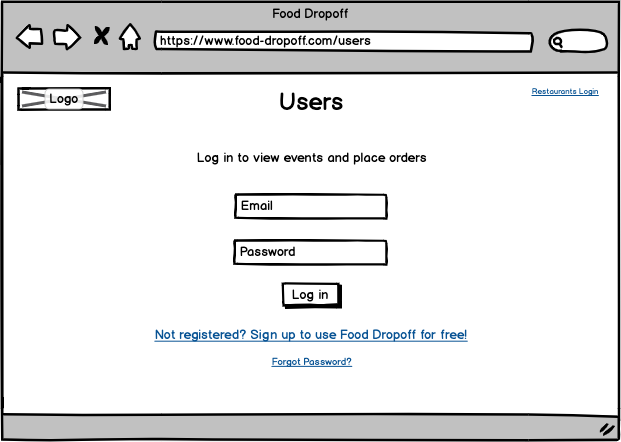 Food Dropoff
https://www.food-dropoff.com/users
Logo
Users
Restaurants Login
Log in to view events and place orders
Email
Password
Log in
Not registered? Sign up to use Food Dropoff for free!
Forgot Password?